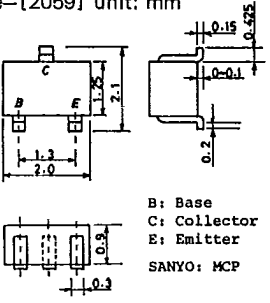 [2059] unit: mm
0.15
0.425
C
1.25
2.1
0~0.1
B E
0.2
1.3
2.0
B: Base
C: Collector
E: Emitter
SANYO: MCP
0.9
0.3